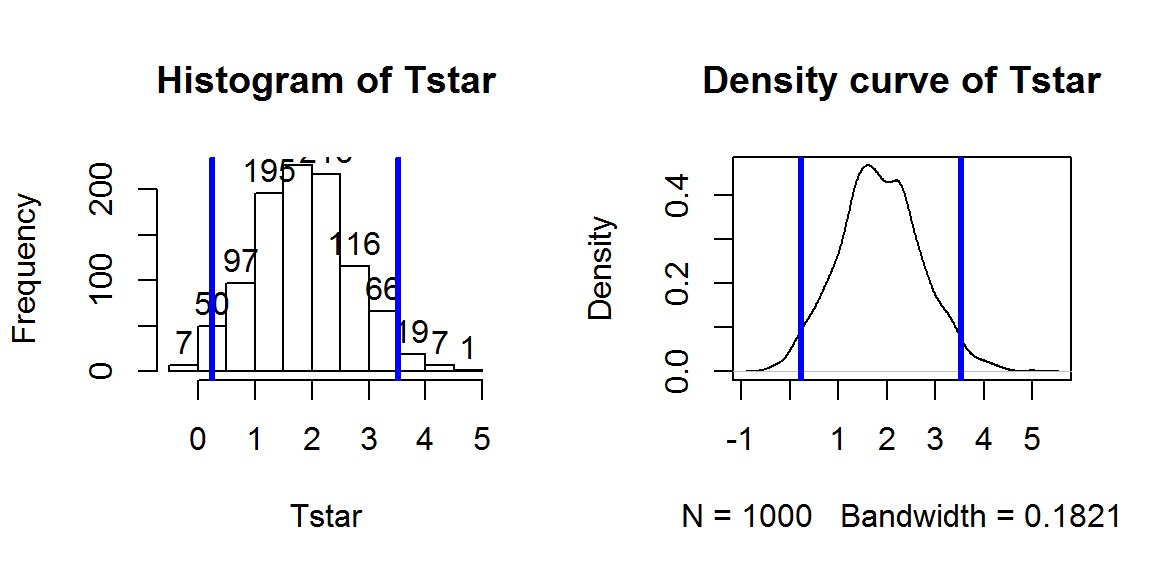 Histogram of Tstar
Frequency
0
100
200
7
50
97
195
116
66
19
7
1
0 1 2 3 4 5
Tstar
Density curve of Tstar
Density
0.0
0.2
0.4
-1 1 2 3 4 5
N = 1000 Bandwidth = 0.1821